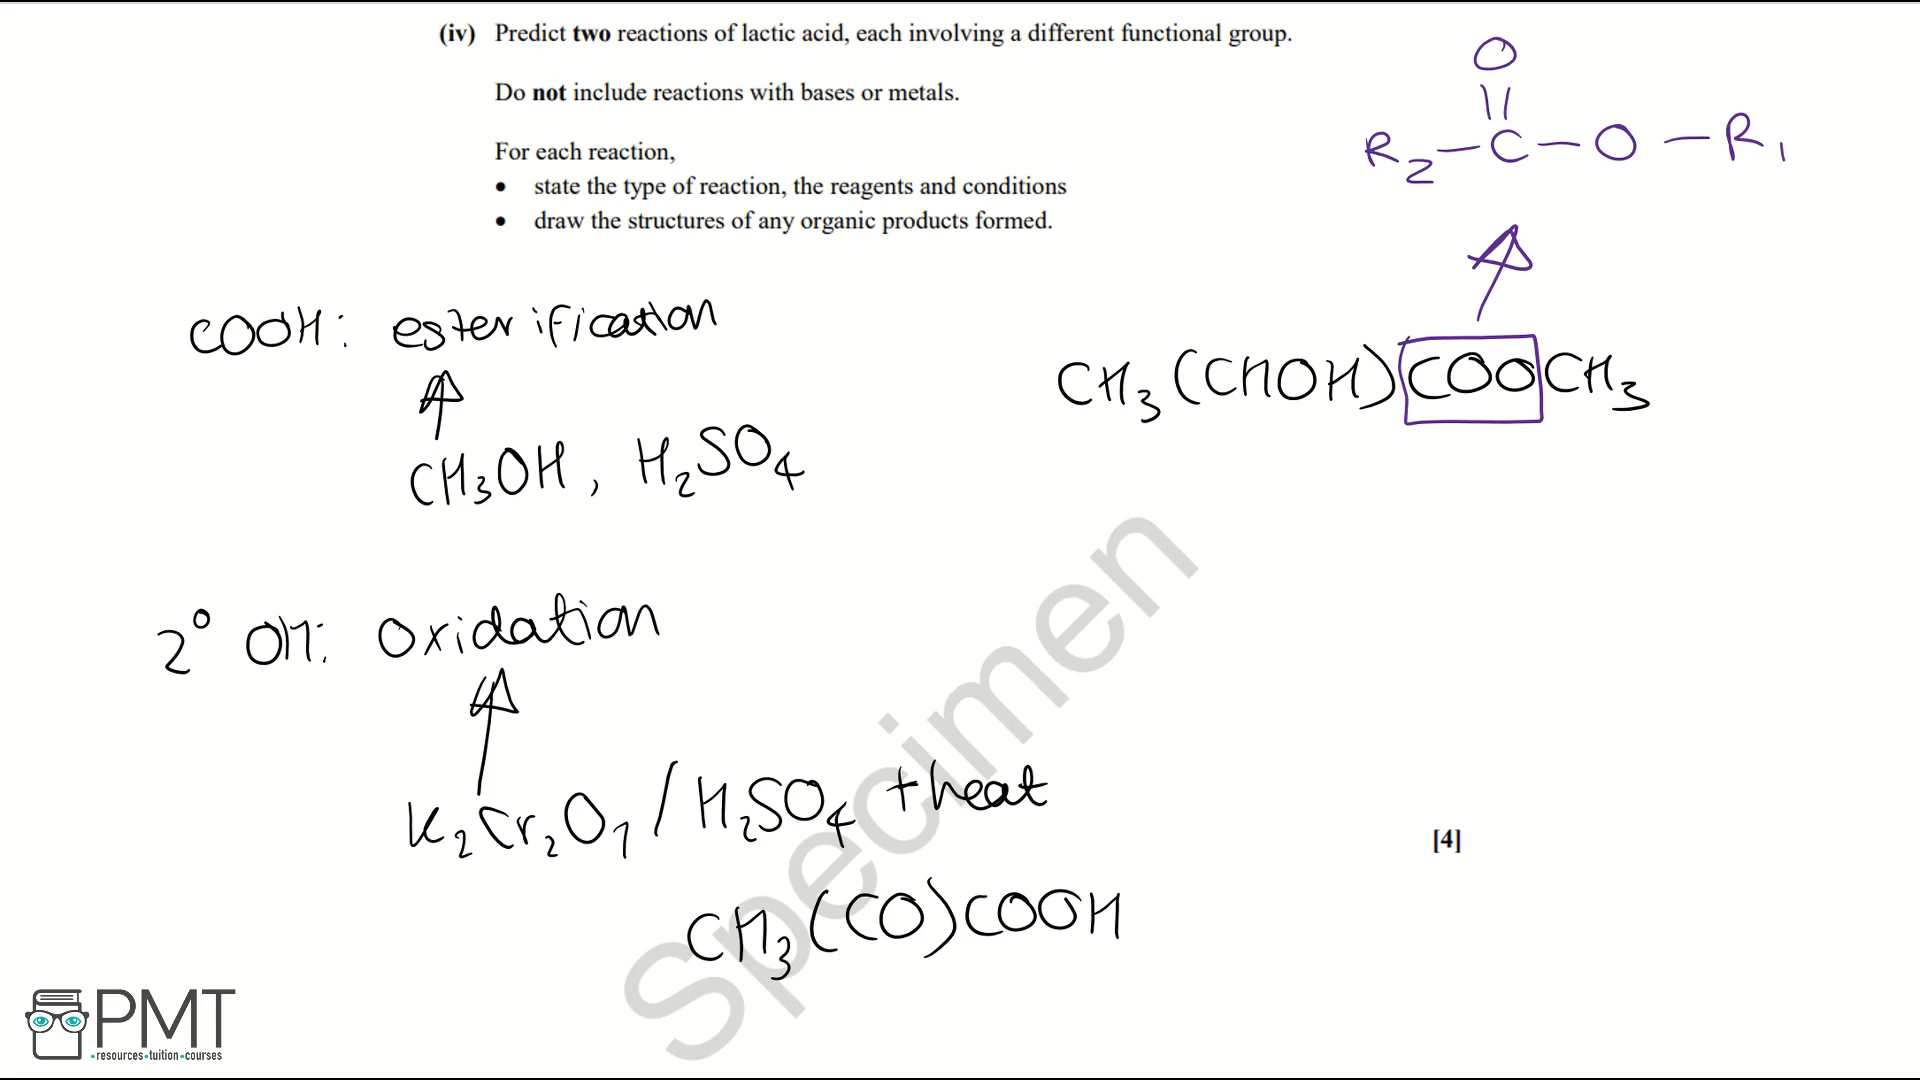 (iv) Predict two reactions of lactic acid, each involving a different functional group.
Do not include reactions with bases or metals.
For each reaction,
• state the type of reaction, the reagents and conditions
• draw the structures of any organic products formed.
O
||
R₂—C—O—R₁
COOH: esterification
CH₃(CHOH)COOCH₃
CH₃OH, H₂SO₄
2° OH: Oxidation
K₂Cr₂O₇/H₂SO₄ + heat
[4]
CH₃(CO)COOH
Specimen
PMT
•resources•tuition•courses